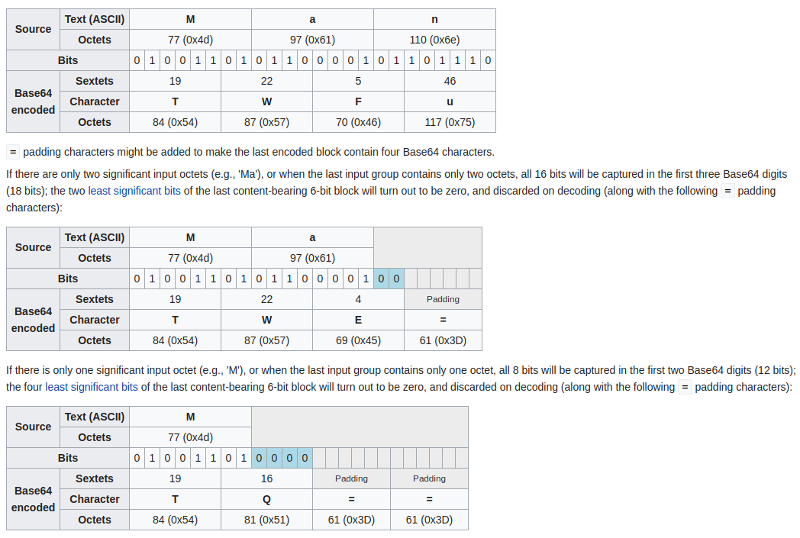 Source Text (ASCII) M a n
Octets 77 (0x4d) 97 (0x61) 110 (0x6e)
Bits 0 1 0 0 1 1 0 1 0 1 1 0 0 0 0 1 0 1 1 0 1 1 1 0
Base64 encoded Sextets 19 22 5 46
Character T W F u
Octets 84 (0x54) 87 (0x57) 70 (0x46) 117 (0x75)
= padding characters might be added to make the last encoded block contain four Base64 characters.
If there are only two significant input octets (e.g., 'Ma'), or when the last input group contains only two octets, all 16 bits will be captured in the first three Base64 digits
(18 bits); the two least significant bits of the last content-bearing 6-bit block will turn out to be zero, and discarded on decoding (along with the following = padding
characters):
Source Text (ASCII) M a
Octets 77 (0x4d) 97 (0x61)
Bits 0 1 0 0 1 1 0 1 0 1 1 0 0 0 0 1 0 0
Base64 encoded Sextets 19 22 4 Padding
Character T W E =
Octets 84 (0x54) 87 (0x57) 69 (0x45) 61 (0x3D)
If there is only one significant input octet (e.g., 'M'), or when the last input group contains only one octet, all 8 bits will be captured in the first two Base64 digits (12 bits);
the four least significant bits of the last content-bearing 6-bit block will turn out to be zero, and discarded on decoding (along with the following = padding characters):
Source Text (ASCII) M
Octets 77 (0x4d)
Bits 0 1 0 0 1 1 0 1 0 0 0 0
Base64 encoded Sextets 19 16 Padding Padding
Character T Q = =
Octets 84 (0x54) 81 (0x51) 61 (0x3D) 61 (0x3D)